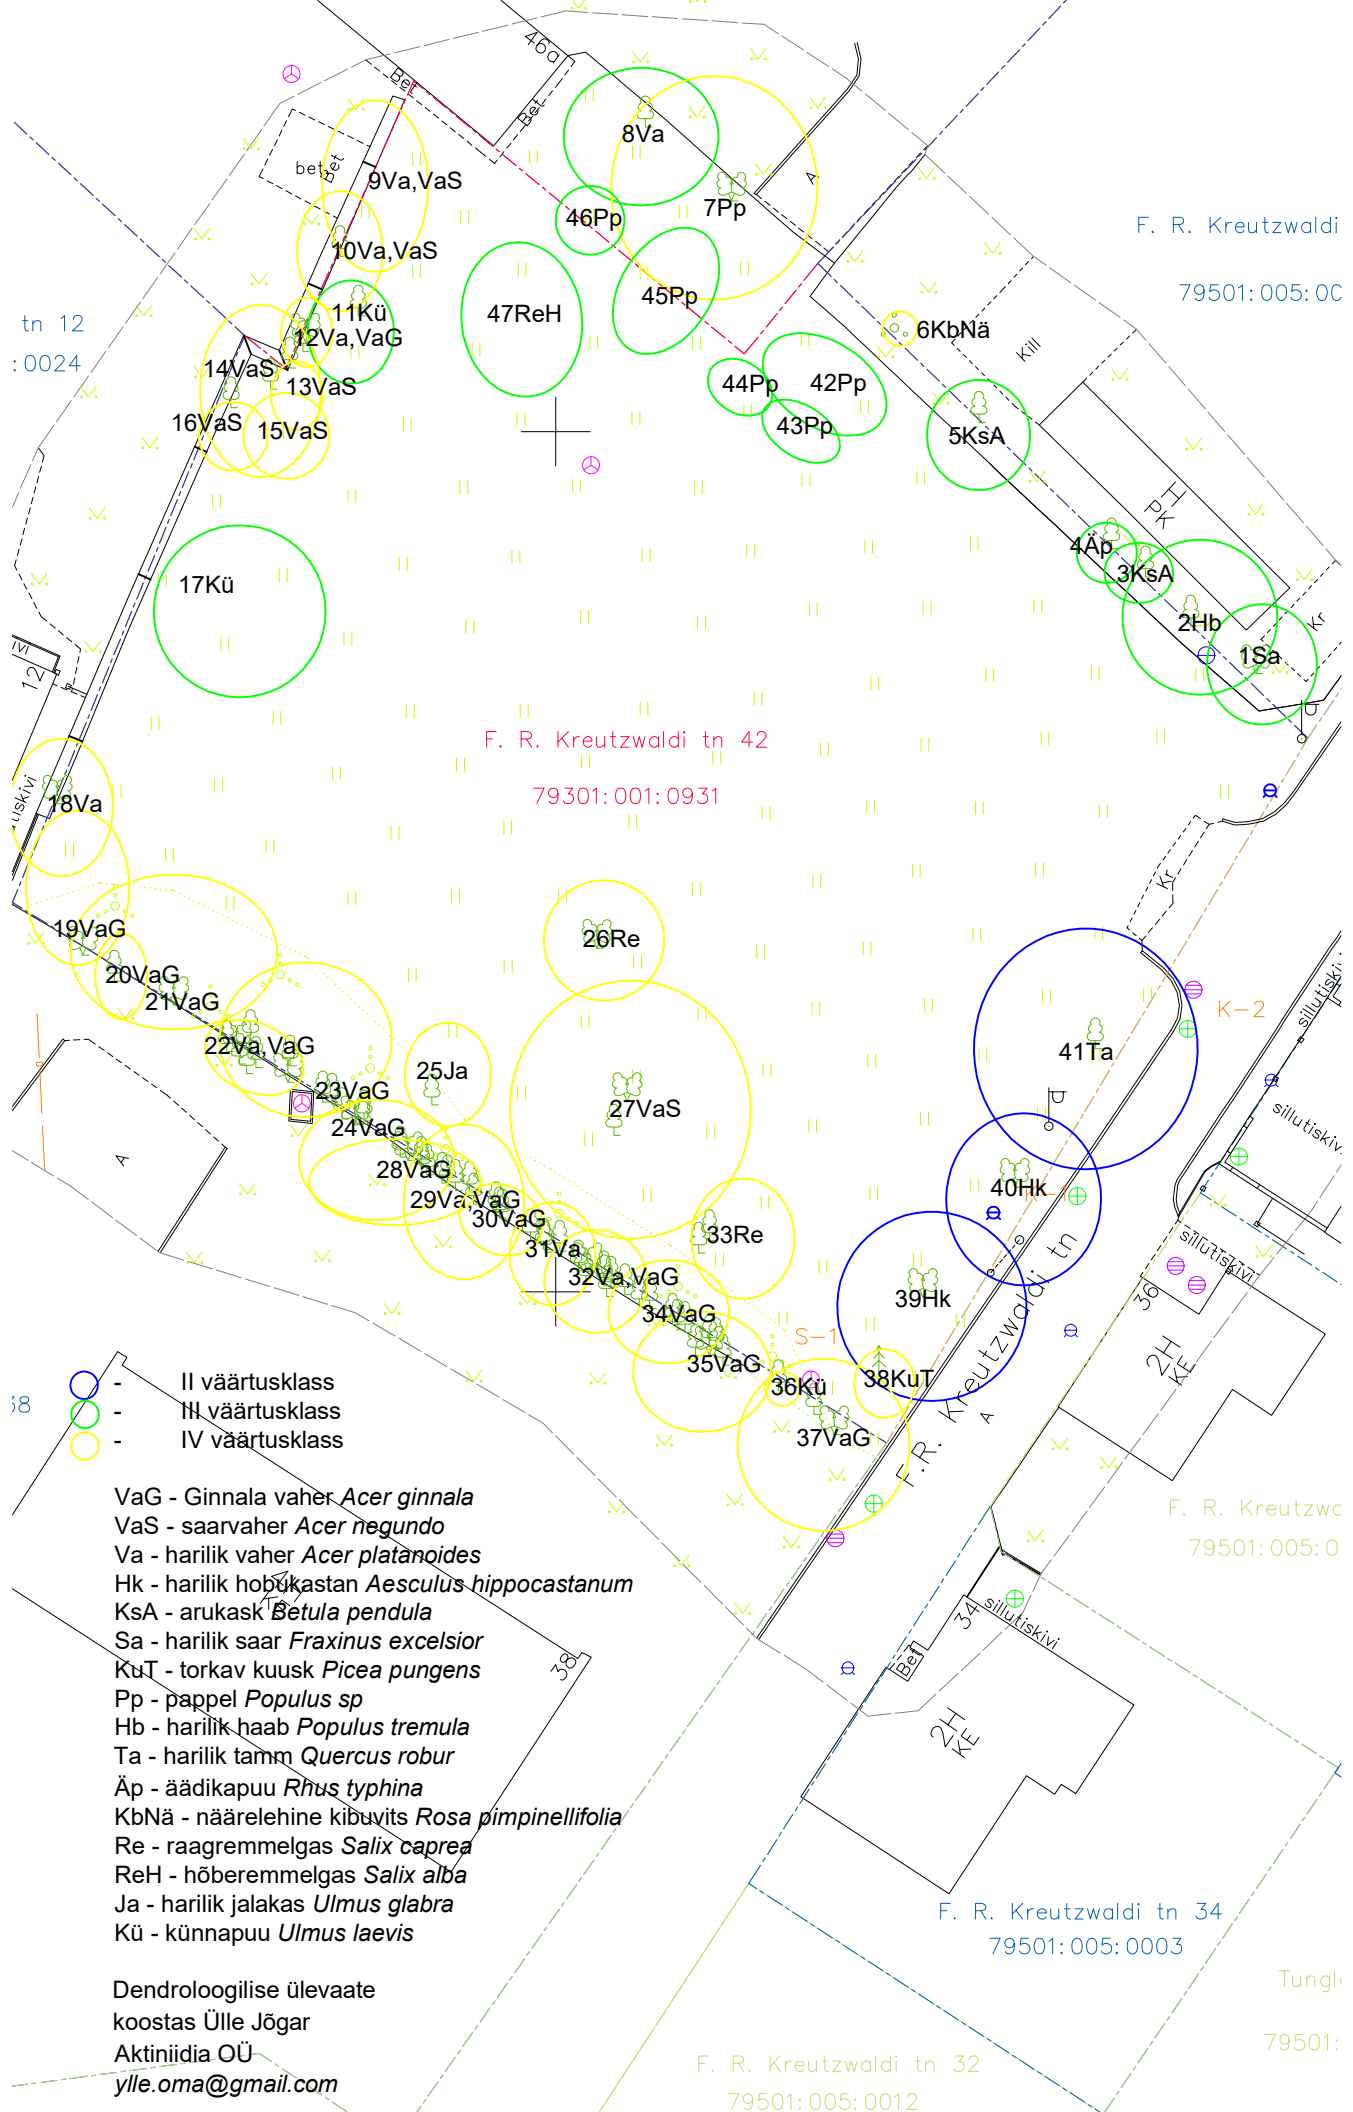 46a
Bet
Bet
8Va
bet
Bet
9Va,VaS
7Pp
A
46Pp
F. R. Kreutzwaldi
10Va,VaS
79501:005:00
45Pp
11Kü
47ReH
tn 12
12Va,VaG
6KbNä
Kill
:0024
14VaS
13VaS
44Pp
42Pp
16VaS
15VaS
43Pp
5KsA
H
PK
4Äp
3KsA
17Kü
2Hb
Kr
1Sa
12
F. R. Kreutzwaldi tn 42
79301:001:0931
18Va
Kr
19VaG
26Re
20VaG
21VaG
K-2
sillutiskivi
22Va,VaG
41Ta
25Ja
23VaG
27VaS
24VaG
A
sillutiskiv
28VaG
40Hk
K-1
29Va,VaG
30VaG
33Re
31Va
sillutiskivi
32Va,VaG
39Hk
36
34VaG
S-1
35VaG
2H
KE
38KuT
36Kü
37VaG
F.R. Kreutzwaldi tn
A
- II väärtusklass
- III väärtusklass
- IV väärtusklass
VaG - Ginnala vaher Acer ginnala
VaS - saarvaher Acer negundo
Va - harilik vaher Acer platanoides
Hk - harilik hobukastan Aesculus hippocastanum
KsA - arukask Betula pendula
Sa - harilik saar Fraxinus excelsior
KuT - torkav kuusk Picea pungens
Pp - pappel Populus sp
Hb - harilik haab Populus tremula
Ta - harilik tamm Quercus robur
Äp - äädikapuu Rhus typhina
KbNä - näärelehine kibuvits Rosa pimpinellifolia
Re - raagremmelgas Salix caprea
ReH - hõberemmelgas Salix alba
Ja - harilik jalakas Ulmus glabra
Kü - künnapuu Ulmus laevis
38
F. R. Kreutzwa
79501:005:0
34
sillutiskivi
Bet
2H
KE
F. R. Kreutzwaldi tn 34
79501:005:0003
Tungl
79501:
F. R. Kreutzwaldi tn 32
79501:005:0012
Dendroloogilise ülevaate
koostas Ülle Jõgar
Aktiniidia OÜ
ylle.oma@gmail.com